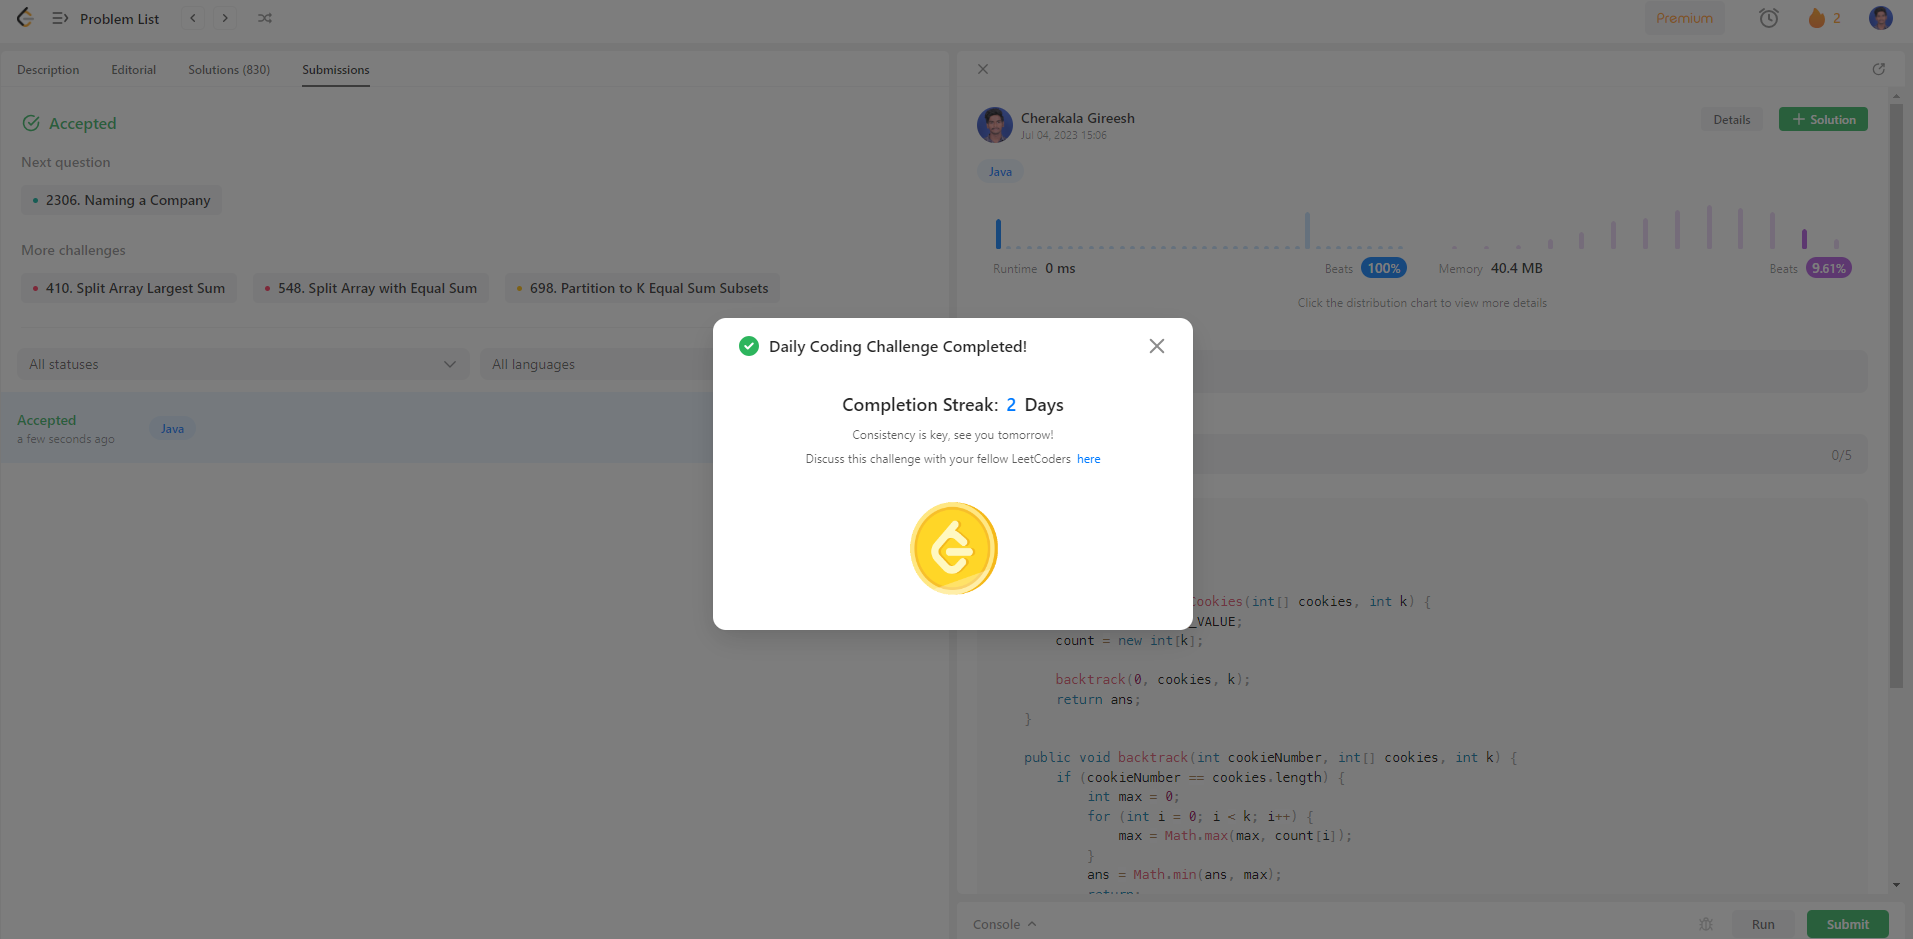 Problem List
Premium
2
Description Editorial Solutions (830) Submissions
Accepted
Next question
2306. Naming a Company
More challenges
410. Split Array Largest Sum 548. Split Array with Equal Sum 698. Partition to K Equal Sum Subsets
All statuses All languages
Accepted
a few seconds ago
Java
Cherakala Gireesh
Jul 04, 2023 15:06
Details + Solution
Java
Runtime 0 ms Beats 100% Memory 40.4 MB Beats 9.61%
Click the distribution chart to view more details
Daily Coding Challenge Completed!
Completion Streak: 2 Days
Consistency is key, see you tomorrow!
Discuss this challenge with your fellow LeetCoders here
0/5
Cookies(int[] cookies, int k) {
_VALUE;
count = new int[k];
backtrack(0, cookies, k);
return ans;
}
public void backtrack(int cookieNumber, int[] cookies, int k) {
if (cookieNumber == cookies.length) {
int max = 0;
for (int i = 0; i < k; i++) {
max = Math.max(max, count[i]);
}
ans = Math.min(ans, max);
return;
Console Run Submit